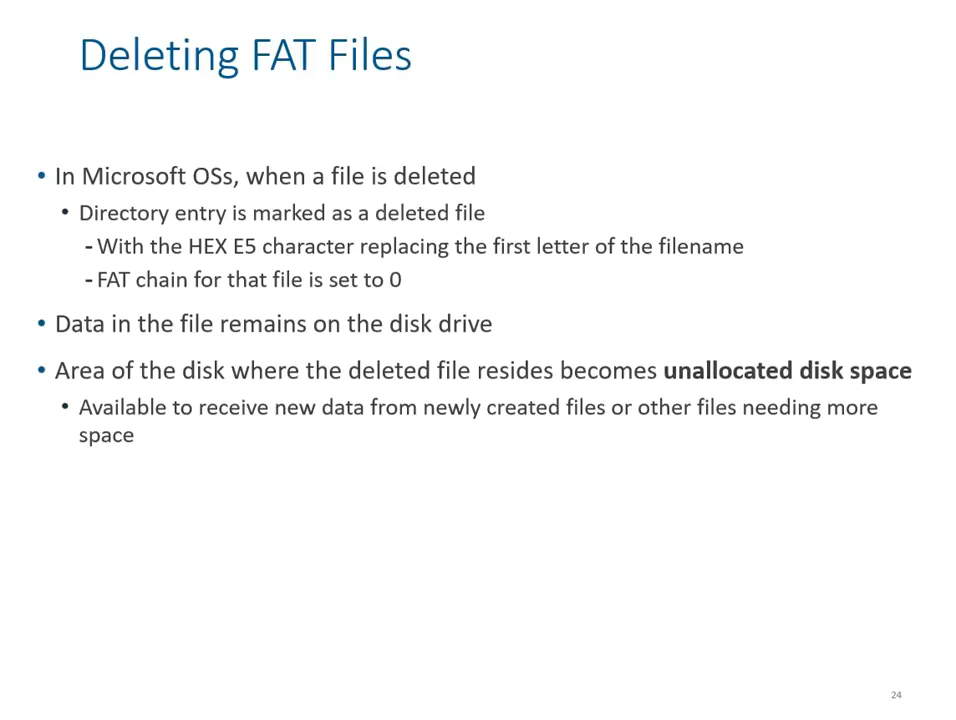 Deleting FAT Files
• In Microsoft OSs, when a file is deleted
• Directory entry is marked as a deleted file
- With the HEX E5 character replacing the first letter of the filename
- FAT chain for that file is set to 0
• Data in the file remains on the disk drive
• Area of the disk where the deleted file resides becomes unallocated disk space
• Available to receive new data from newly created files or other files needing more
space
24